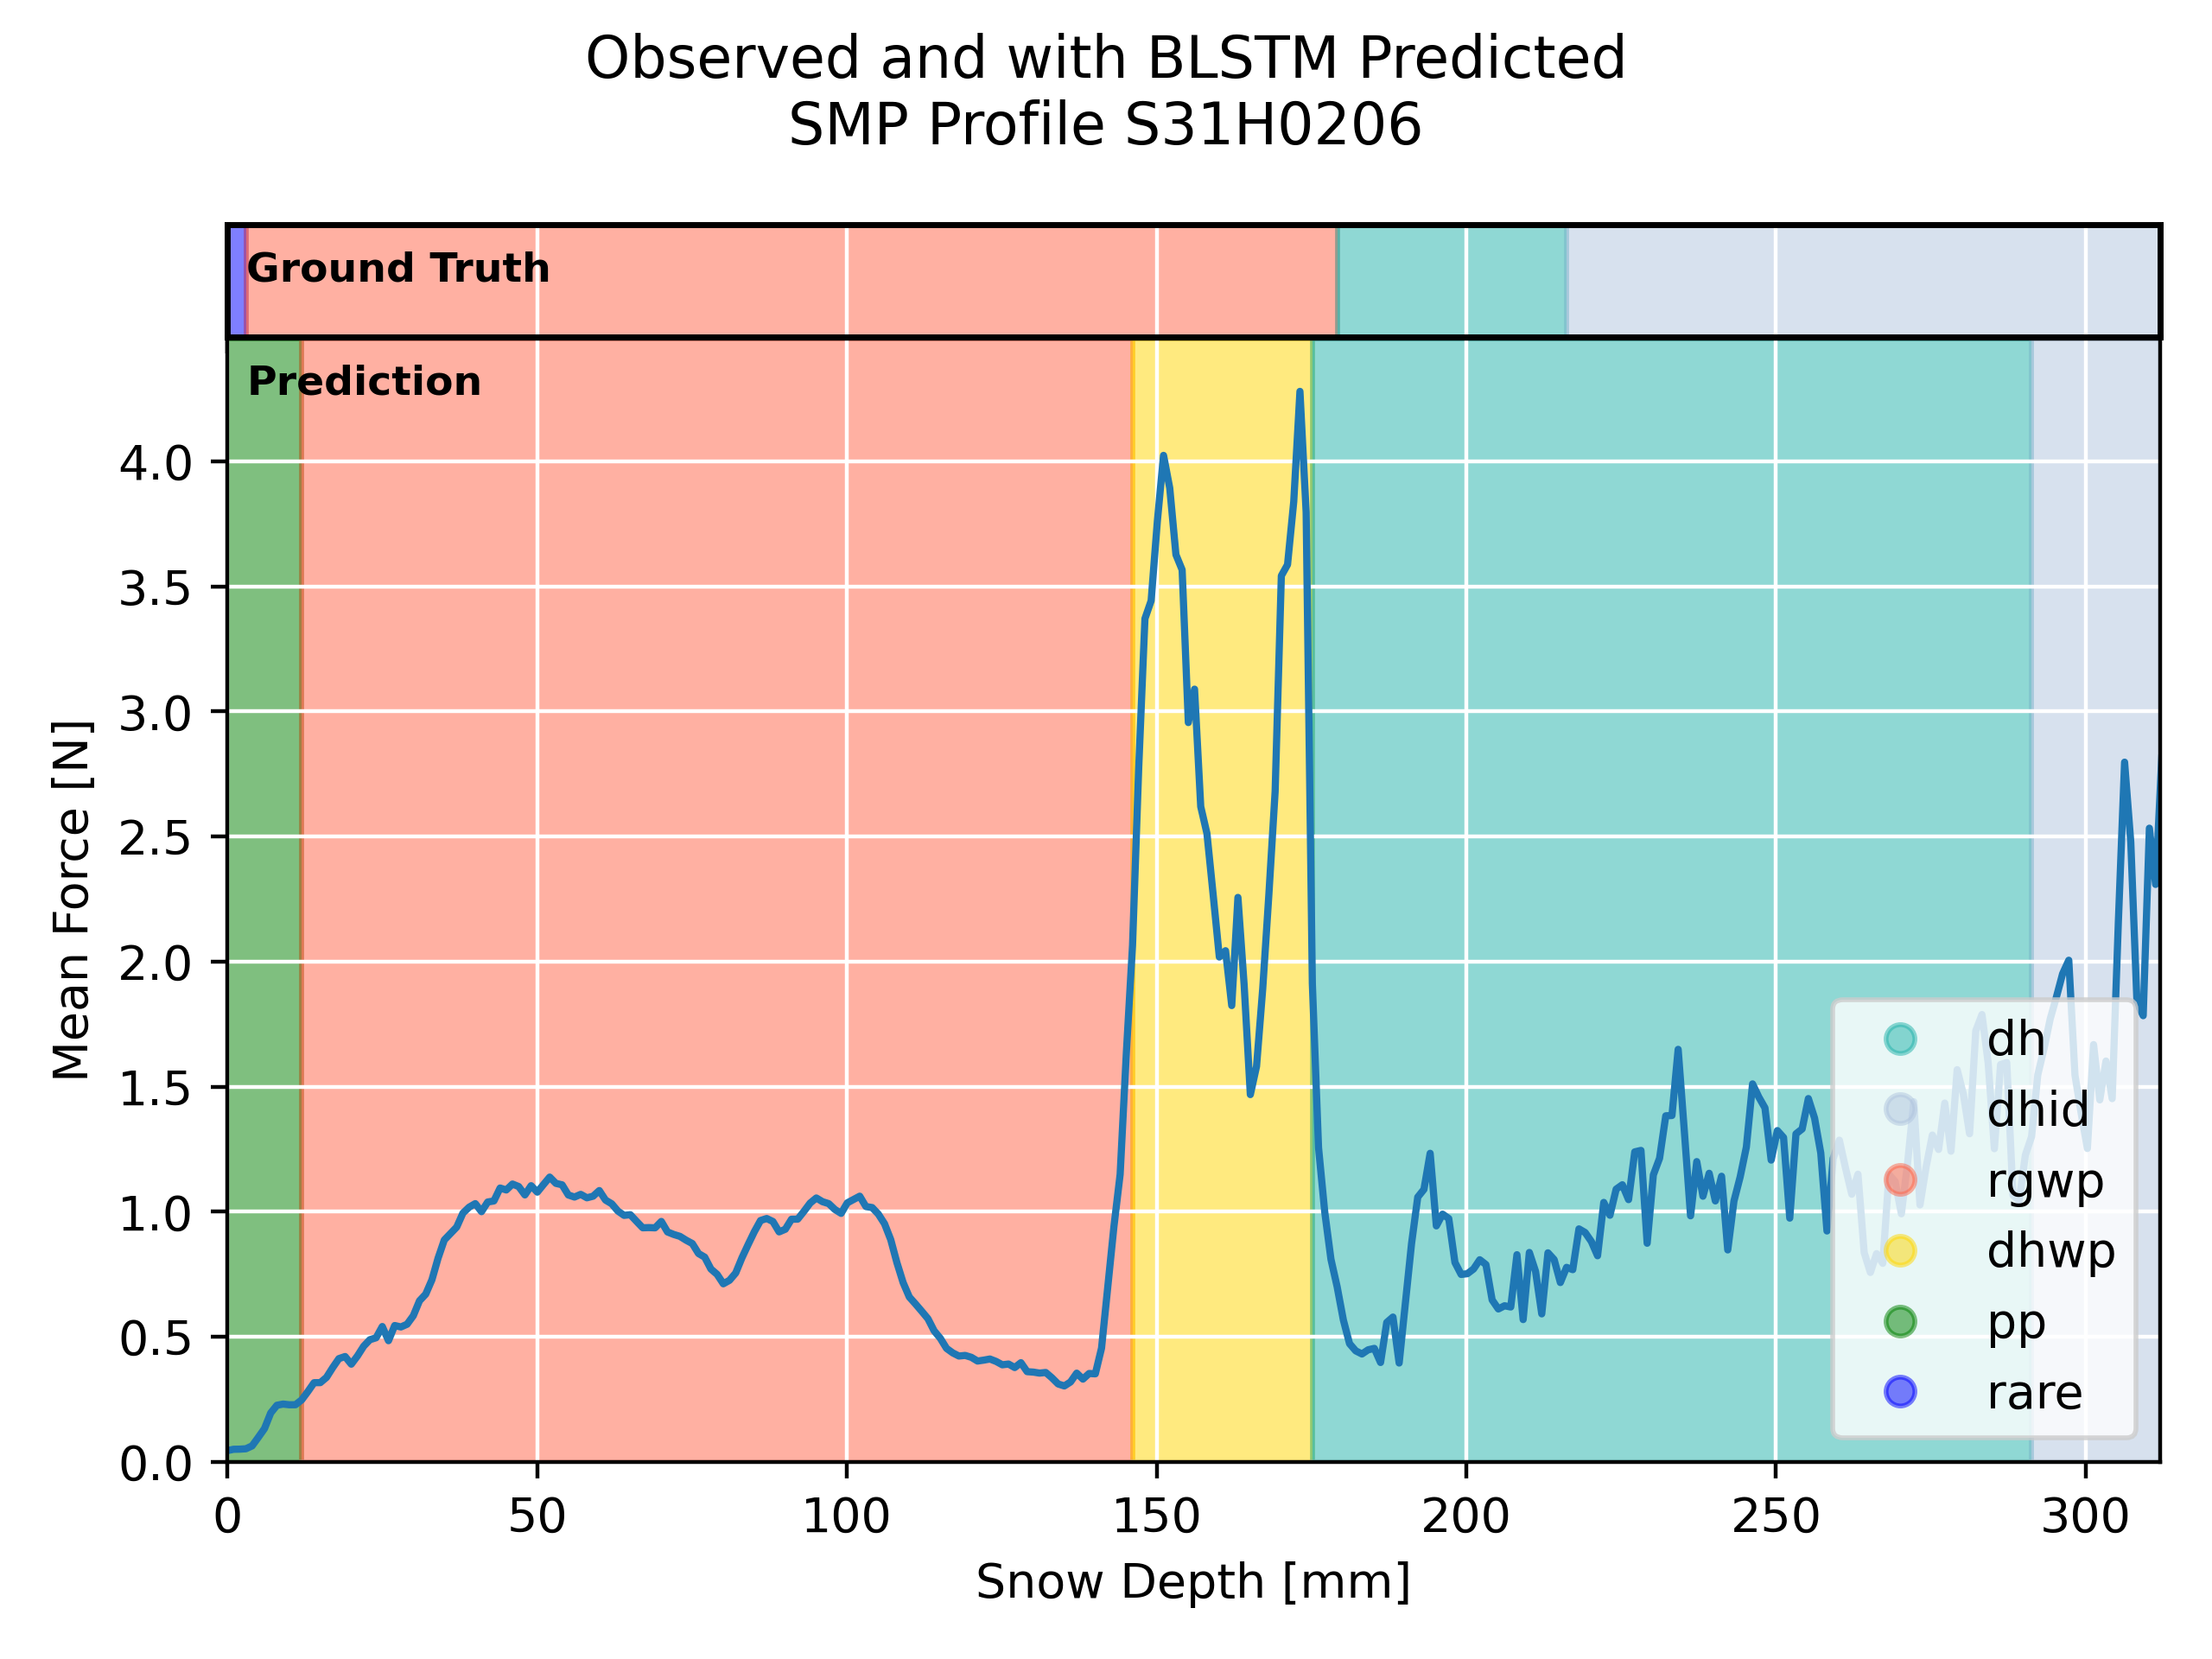 Observed and with BLSTM Predicted
SMP Profile S31H0206
Ground Truth
Prediction
4.0
3.5
3.0
2.5
2.0
1.5
1.0
0.5
0.0
Mean Force [N]
dh
dhid
rgwp
dhwp
pp
rare
0 50 100 150 200 250 300
Snow Depth [mm]